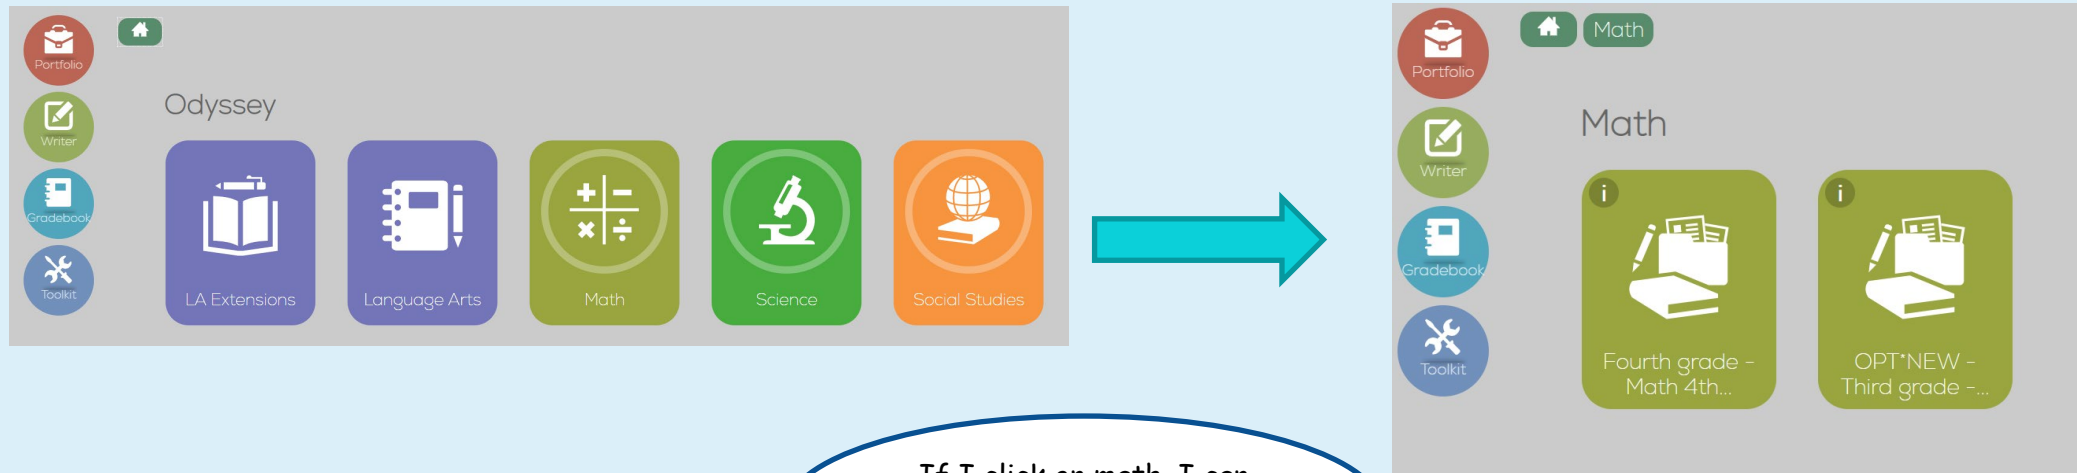 Portfolio
Writer
Gradebook
Toolkit
Odyssey
LA Extensions
Language Arts
Math
Science
Social Studies
Portfolio
Writer
Gradebook
Toolkit
Math
Math
i
Fourth grade -
Math 4th...
i
OPT*NEW -
Third grade -...
If I click on math, I can